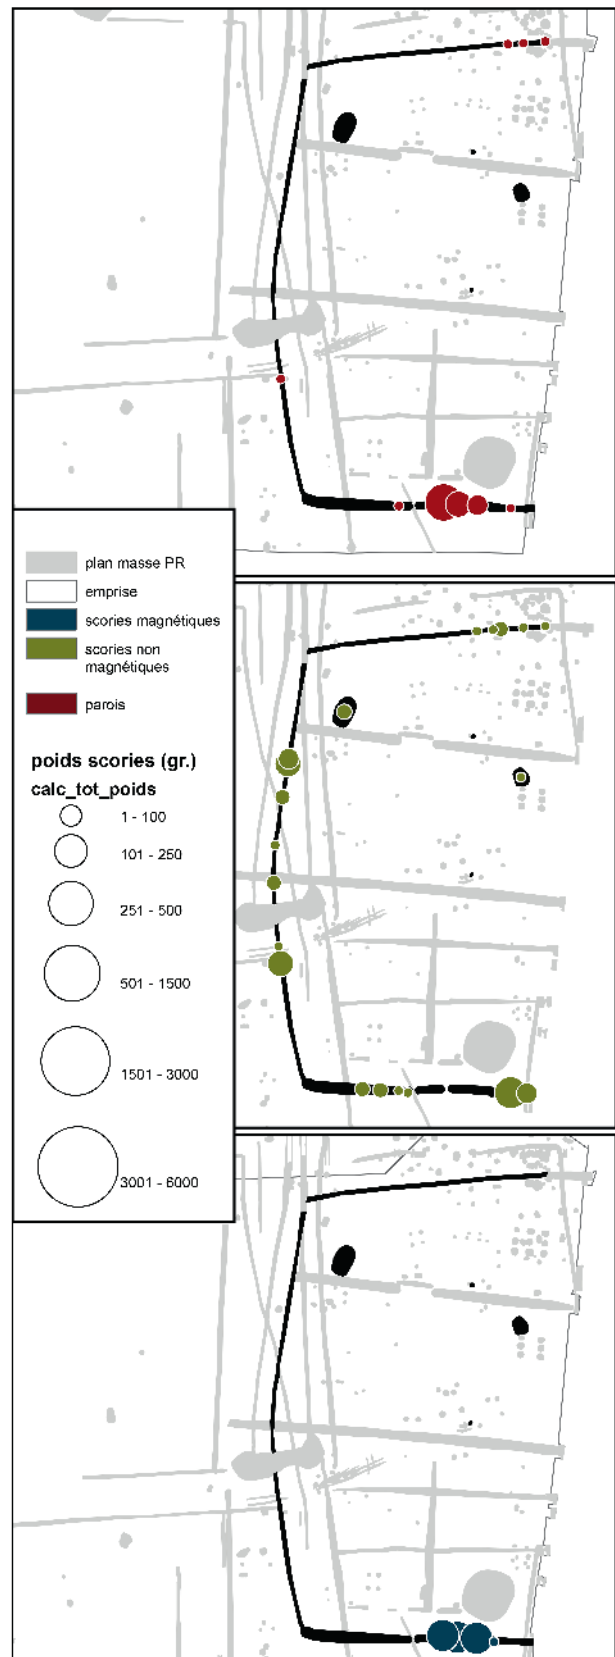 plan masse PR
emprise
scories magnétiques
scories non
magnétiques
parois
poids scories (gr.)
calc_tot_poids
1 - 100
101 - 250
251 - 500
501 - 1500
1501 - 3000
3001 - 6000